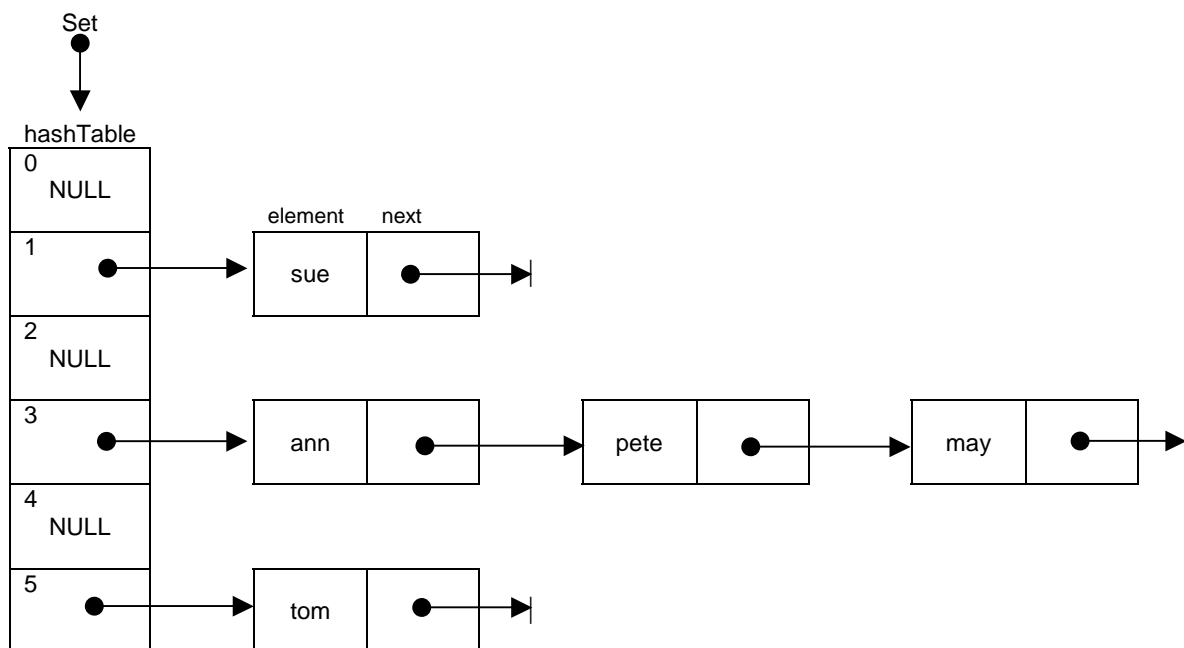 Set
hashTable
0
NULL
element next
1
sue
2
NULL
3
ann pete may
4
NULL
5
tom